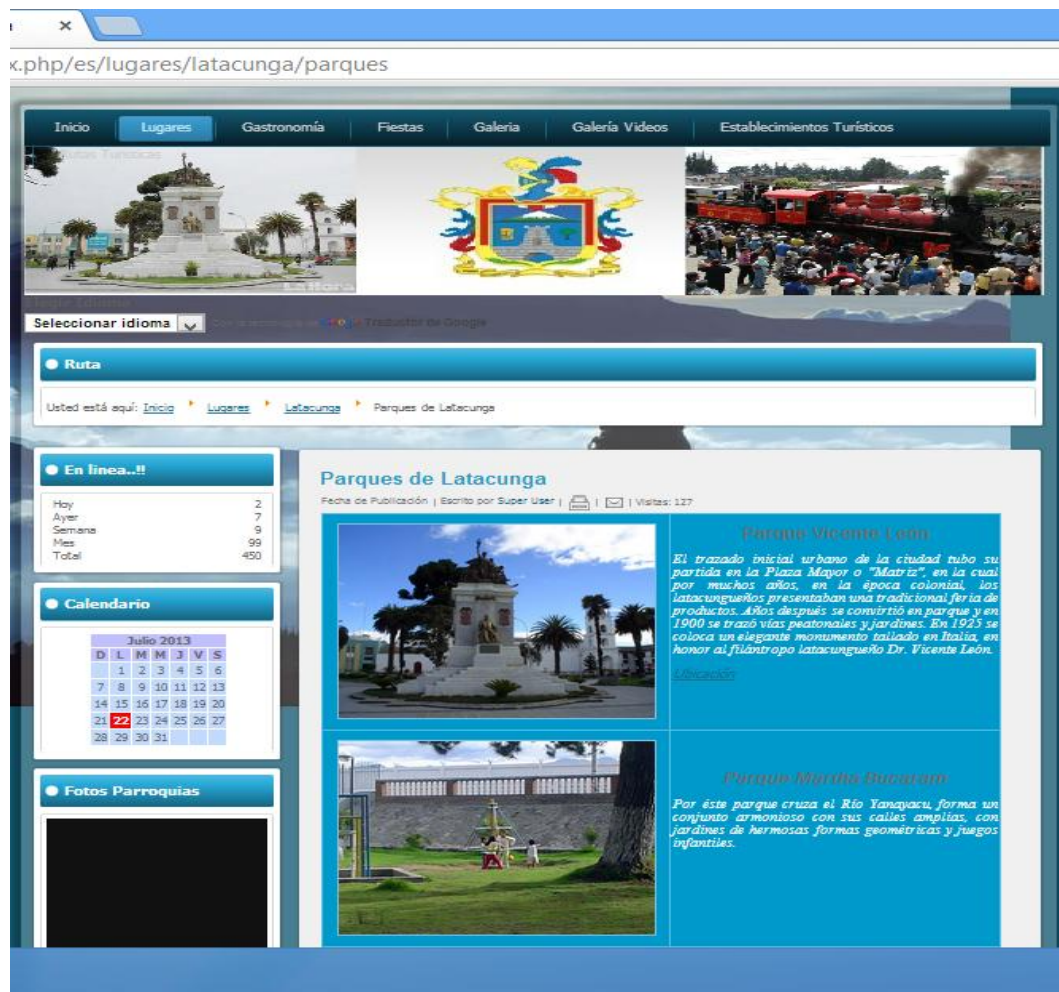 x.php/es/lugares/latacunga/parques
Inicio
Lugares
Gastronomía
Fiestas
Galeria
Galería Videos
Establecimientos Turísticos
Rutas Turísticas
La Hora
Elegir Idioma
Seleccionar idioma
Google Traductor de Google
Ruta
Usted está aquí: Inicio Lugares Latacunga Parques de Latacunga
En linea..!!
Hoy 2
Ayer 7
Semana 9
Mes 99
Total 450
Calendario
Julio 2013
D L M M J V S
1 2 3 4 5 6
7 8 9 10 11 12 13
14 15 16 17 18 19 20
21 22 23 24 25 26 27
28 29 30 31
Fotos Parroquias
Parques de Latacunga
Fecha de Publicación | Escrito por Super User | | | Visitas: 127
Parque Vicente León
El trazado inicial urbano de la ciudad tubo su
partida en la Plaza Mayor o "Matriz", en la cual
por muchos años, en la época colonial, los
latacungueños presentaban una tradicional feria de
productos. Años después se convirtió en parque y en
1900 se trazó vías peatonales y jardines. En 1925 se
coloca un elegante monumento tallado en Italia, en
honor al filántropo latacungueño Dr. Vicente León.
Ubicación
Parque Maruña Bucaram
Por éste parque cruza el Río Yanayacu, forma un
conjunto armonioso con sus calles amplias, con
jardines de hermosas formas geométricas y juegos
infantiles.